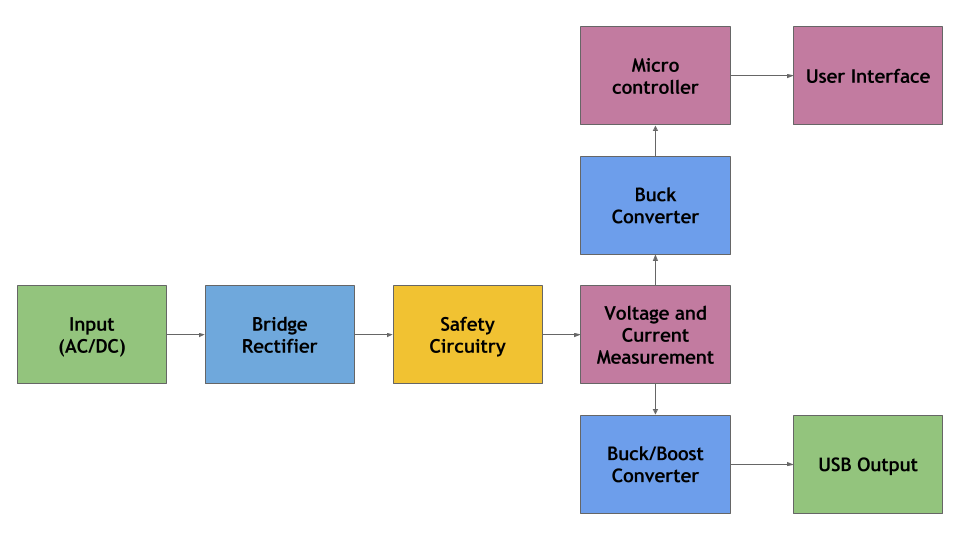 Micro
controller
User Interface
Buck
Converter
Input
(AC/DC)
Bridge
Rectifier
Safety
Circuitry
Voltage and
Current
Measurement
Buck/Boost
Converter
USB Output